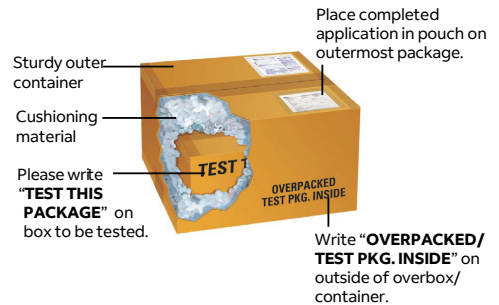 Place completed
application in pouch on
outermost package.
Sturdy outer
container
Cushioning
material
Please write
“TEST THIS
PACKAGE” on
box to be tested.
TEST T
OVERPACKED
TEST PKG. INSIDE
Write “OVERPACKED/
TEST PKG. INSIDE” on
outside of overbox/
container.